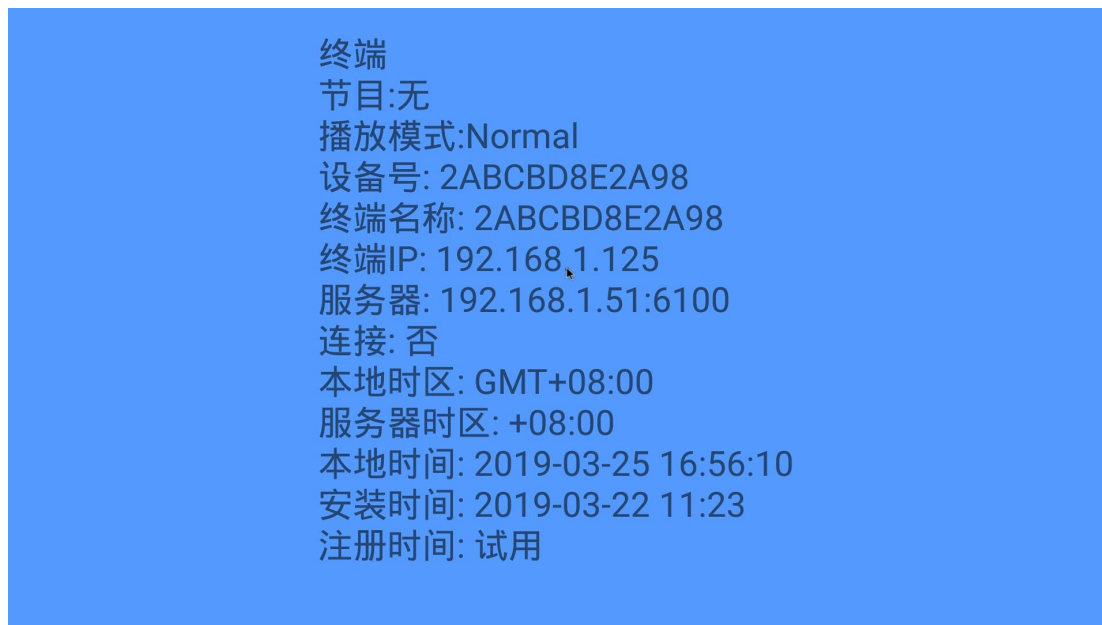 终端
节目:无
播放模式:Normal
设备号: 2ABCBD8E2A98
终端名称: 2ABCBD8E2A98
终端IP: 192.168.1.125
服务器: 192.168.1.51:6100
连接: 否
本地时区: GMT+08:00
服务器时区: +08:00
本地时间: 2019-03-25 16:56:10
安装时间: 2019-03-22 11:23
注册时间: 试用